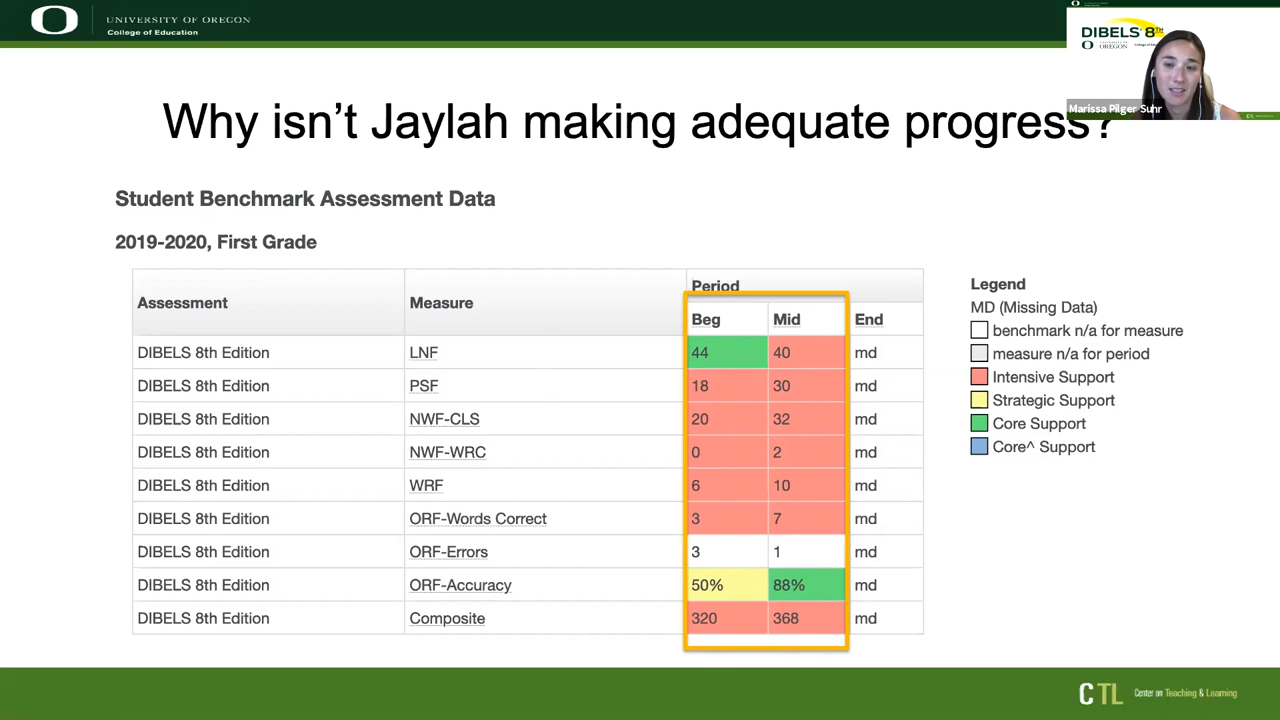 UNIVERSITY OF OREGON
College of Education
DIBELS 8TH
OREGON
Marissa Pilger Suhr
Why isn't Jaylah making adequate progress?
Student Benchmark Assessment Data
2019-2020, First Grade
Assessment Measure Period
Beg Mid End
DIBELS 8th Edition LNF 44 40 md
DIBELS 8th Edition PSF 18 30 md
DIBELS 8th Edition NWF-CLS 20 32 md
DIBELS 8th Edition NWF-WRC 0 2 md
DIBELS 8th Edition WRF 6 10 md
DIBELS 8th Edition ORF-Words Correct 3 7 md
DIBELS 8th Edition ORF-Errors 3 1 md
DIBELS 8th Edition ORF-Accuracy 50% 88% md
DIBELS 8th Edition Composite 320 368 md
Legend
MD (Missing Data)
benchmark n/a for measure
measure n/a for period
Intensive Support
Strategic Support
Core Support
Core^ Support
CTL Center on Teaching & Learning